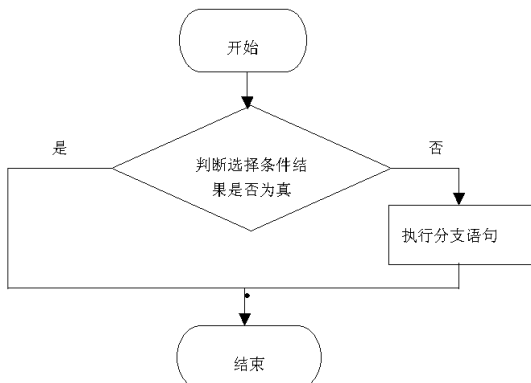 开始
是
判断选择条件结
果是否为真
否
执行分支语句
结束